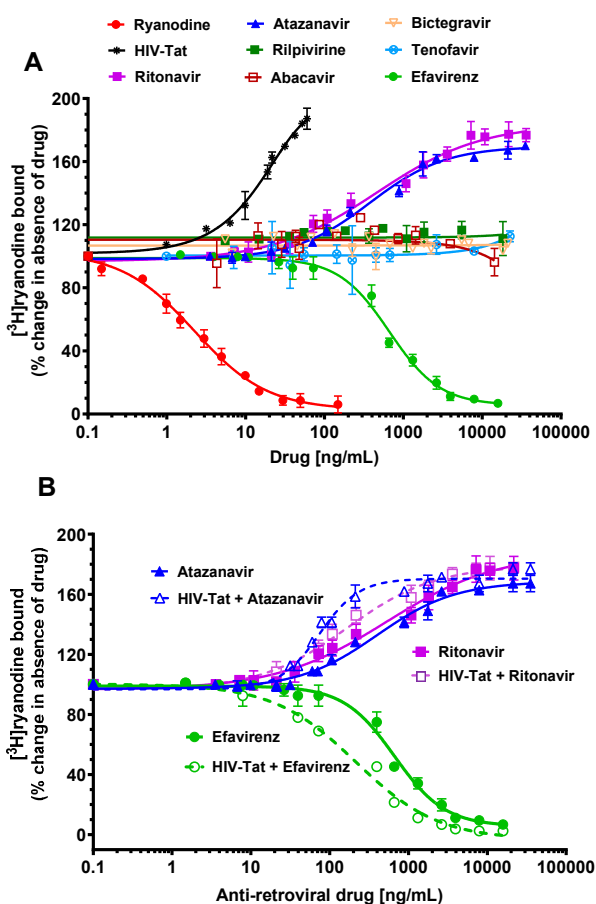 Ryanodine Atazanavir Bictegravir
HIV-Tat Rilpivirine Tenofavir
Ritonavir Abacavir Efavirenz
A
200
160
120
80
40
0
[³H]ryanodine bound
(% change in absence of drug)
0.1 1 10 100 1000 10000 100000
Drug [ng/mL]
B
200
160
120
80
40
0
[³H]ryanodine bound
(% change in absence of drug)
Atazanavir
HIV-Tat + Atazanavir
Ritonavir
HIV-Tat + Ritonavir
Efavirenz
HIV-Tat + Efavirenz
0.1 1 10 100 1000 10000 100000
Anti-retroviral drug [ng/mL]